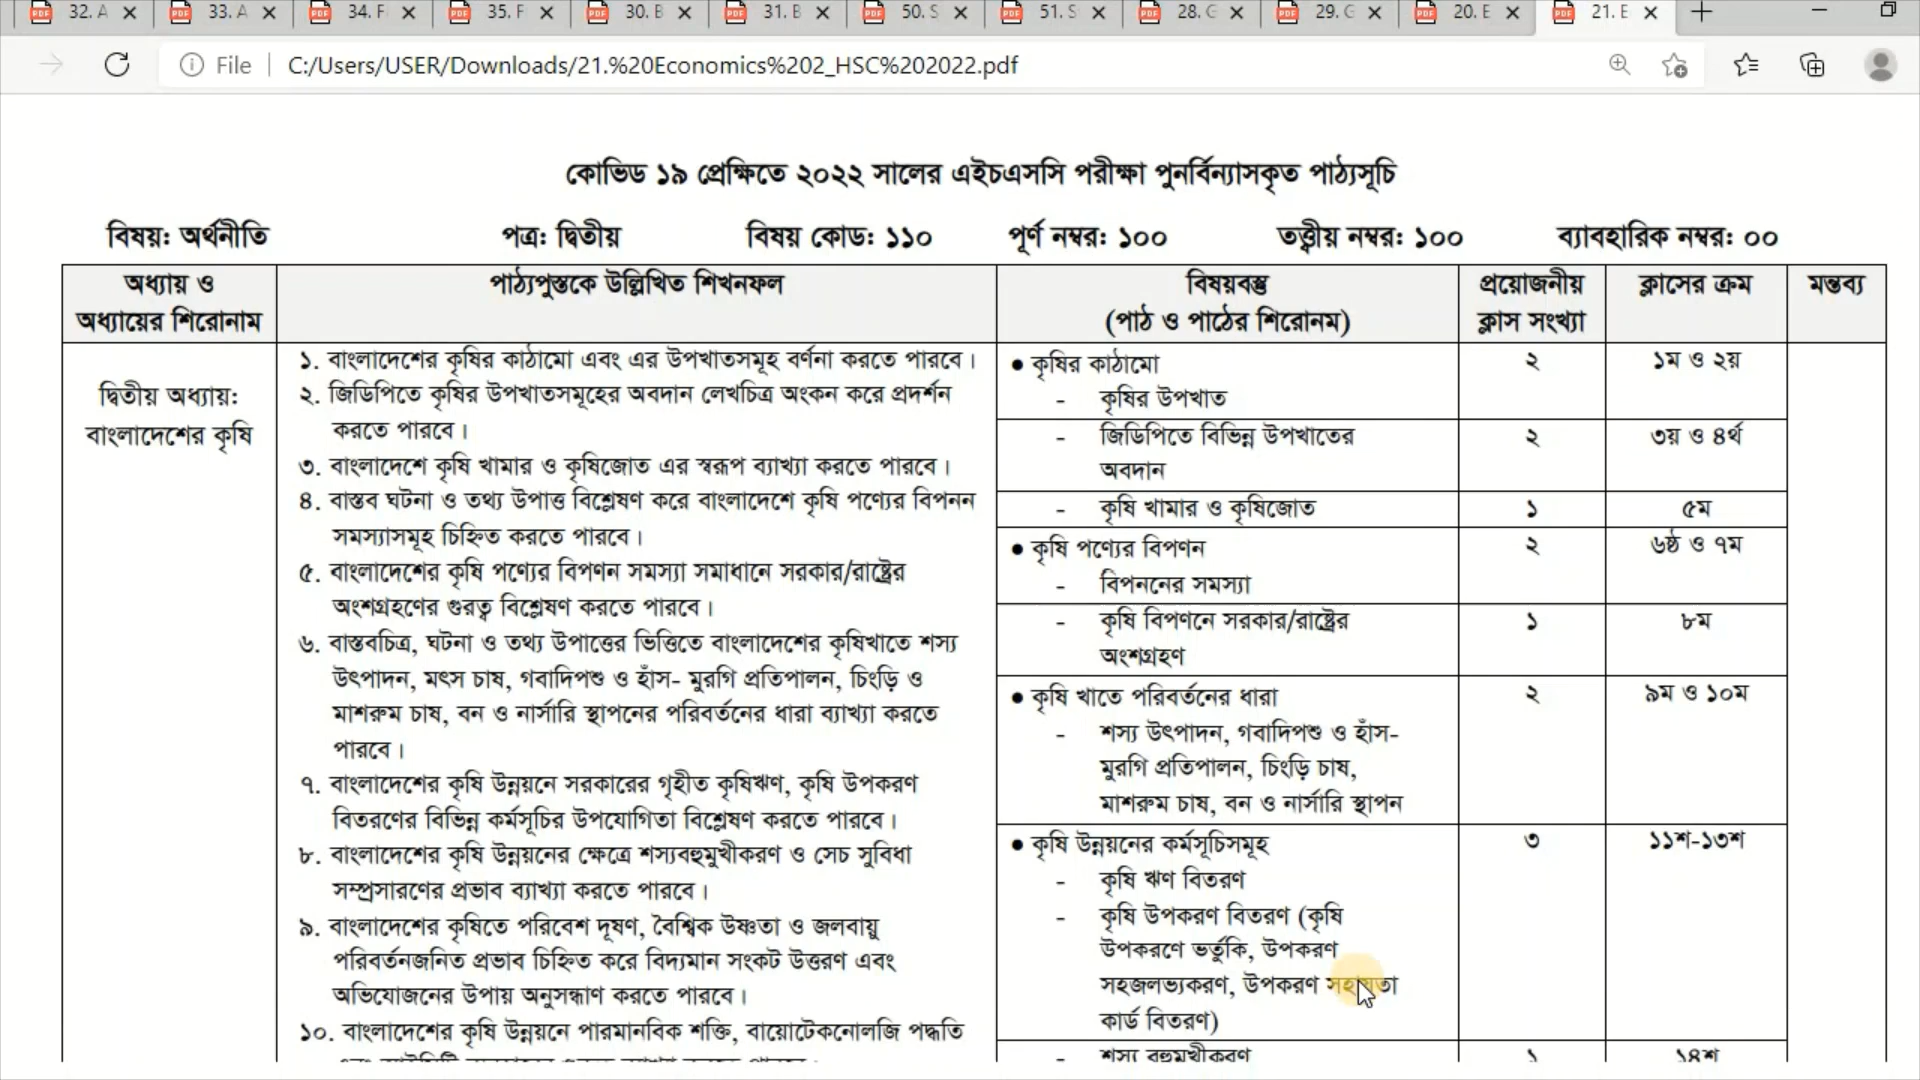 32. A
33. A
34. F
35. F
30. B
31. B
50. S
51. S
28. G
29. G
20. E
21. E
File
C:/Users/USER/Downloads/21.%20Economics%202_HSC%202022.pdf
কোভিড ১৯ প্রেক্ষিতে ২০২২ সালের এইচএসসি পরীক্ষা পুনর্বিন্যাসকৃত পাঠ্যসূচি
বিষয়: অর্থনীতি পত্র: দ্বিতীয় বিষয় কোড: ১১০ পূর্ণ নম্বর: ১০০ তত্ত্বীয় নম্বর: ১০০ ব্যাবহারিক নম্বর: ০০
অধ্যায় ও
অধ্যায়ের শিরোনাম
পাঠ্যপুস্তকে উল্লিখিত শিখনফল
বিষয়বস্তু
(পাঠ ও পাঠের শিরোনম)
প্রয়োজনীয়
ক্লাস সংখ্যা
ক্লাসের ক্রম
মন্তব্য
দ্বিতীয় অধ্যায়:
বাংলাদেশের কৃষি
১. বাংলাদেশের কৃষির কাঠামো এবং এর উপখাতসমূহ বর্ণনা করতে পারবে।
২. জিডিপিতে কৃষির উপখাতসমূহের অবদান লেখচিত্র অংকন করে প্রদর্শন
করতে পারবে।
৩. বাংলাদেশে কৃষি খামার ও কৃষিজোত এর স্বরূপ ব্যাখ্যা করতে পারবে।
৪. বাস্তব ঘটনা ও তথ্য উপাত্ত বিশ্লেষণ করে বাংলাদেশে কৃষি পণ্যের বিপনন
সমস্যাসমূহ চিহ্নিত করতে পারবে।
৫. বাংলাদেশের কৃষি পণ্যের বিপণন সমস্যা সমাধানে সরকার/রাষ্ট্রের
অংশগ্রহণের গুরত্ব বিশ্লেষণ করতে পারবে।
৬. বাস্তবচিত্র, ঘটনা ও তথ্য উপাত্তের ভিত্তিতে বাংলাদেশের কৃষিখাতে শস্য
উৎপাদন, মৎস চাষ, গবাদিপশু ও হাঁস- মুরগি প্রতিপালন, চিংড়ি ও
মাশরুম চাষ, বন ও নার্সারি স্থাপনের পরিবর্তনের ধারা ব্যাখ্যা করতে
পারবে।
৭. বাংলাদেশের কৃষি উন্নয়নে সরকারের গৃহীত কৃষিঋণ, কৃষি উপকরণ
বিতরণের বিভিন্ন কর্মসূচির উপযোগিতা বিশ্লেষণ করতে পারবে।
৮. বাংলাদেশের কৃষি উন্নয়নের ক্ষেত্রে শস্যবহুমুখীকরণ ও সেচ সুবিধা
সম্প্রসারণের প্রভাব ব্যাখ্যা করতে পারবে।
৯. বাংলাদেশের কৃষিতে পরিবেশ দূষণ, বৈশ্বিক উষ্ণতা ও জলবায়ু
পরিবর্তনজনিত প্রভাব চিহ্নিত করে বিদ্যমান সংকট উত্তরণ এবং
অভিযোজনের উপায় অনুসন্ধাণ করতে পারবে।
১০. বাংলাদেশের কৃষি উন্নয়নে পারমানবিক শক্তি, বায়োটেকনোলজি পদ্ধতি
● কৃষির কাঠামো ২ ১ম ও ২য়
- কৃষির উপখাত
- জিডিপিতে বিভিন্ন উপখাতের ২ ৩য় ও ৪র্থ
অবদান
- কৃষি খামার ও কৃষিজোত ১ ৫ম
● কৃষি পণ্যের বিপণন ২ ৬ষ্ঠ ও ৭ম
- বিপননের সমস্যা
- কৃষি বিপণনে সরকার/রাষ্ট্রের ১ ৮ম
অংশগ্রহণ
● কৃষি খাতে পরিবর্তনের ধারা ২ ৯ম ও ১০ম
- শস্য উৎপাদন, গবাদিপশু ও হাঁস-
মুরগি প্রতিপালন, চিংড়ি চাষ,
মাশরুম চাষ, বন ও নার্সারি স্থাপন
● কৃষি উন্নয়নের কর্মসূচিসমূহ ৩ ১১শ-১৩শ
- কৃষি ঋণ বিতরণ
- কৃষি উপকরণ বিতরণ (কৃষি
উপকরণে ভর্তুকি, উপকরণ
সহজলভ্যকরণ, উপকরণ সহায়তা
কার্ড বিতরণ)
- শস্য বহুমুখীকরণ ১ ১৪শ